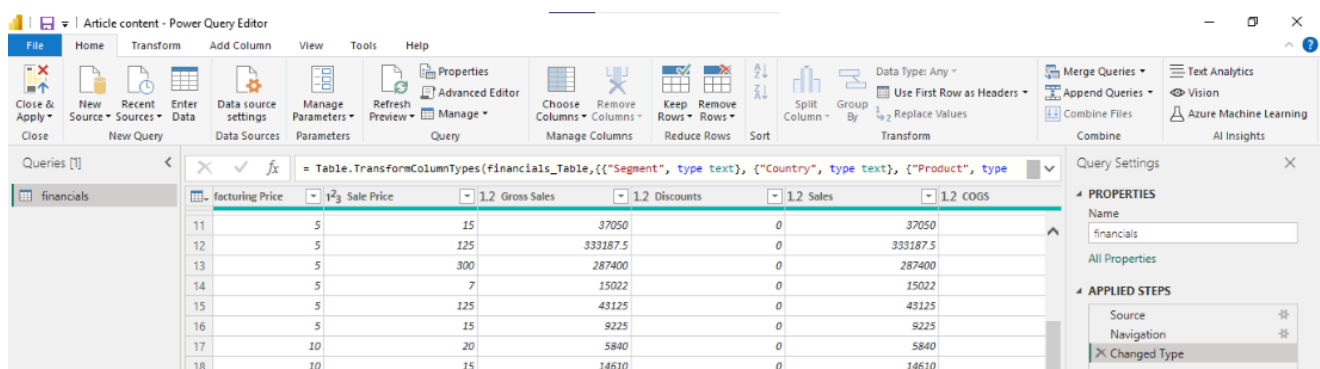 Article content - Power Query Editor
File Home Transform Add Column View Tools Help
Close & Apply
New Source
Recent Sources
Enter Data
Data source settings
Manage Parameters
Refresh Preview
Properties
Advanced Editor
Manage
Choose Columns
Remove Columns
Keep Rows
Remove Rows
Split Column
Group By
Data Type: Any
Use First Row as Headers
Replace Values
Merge Queries
Append Queries
Combine Files
Text Analytics
Vision
Azure Machine Learning
Close New Query Data Sources Parameters Query Manage Columns Reduce Rows Sort Transform Combine AI Insights
Queries [1]
financials
fx = Table.TransformColumnTypes(financials_Table,{{"Segment", type text}, {"Country", type text}, {"Product", type
facturing Price 123 Sale Price 1.2 Gross Sales 1.2 Discounts 1.2 Sales 1.2 COGS
11 5 15 37050 0 37050
12 5 125 333187.5 0 333187.5
13 5 300 287400 0 287400
14 5 7 15022 0 15022
15 5 125 43125 0 43125
16 5 15 9225 0 9225
17 10 20 5840 0 5840
18 10 15 14610 0 14610
Query Settings
PROPERTIES
Name
financials
All Properties
APPLIED STEPS
Source
Navigation
Changed Type